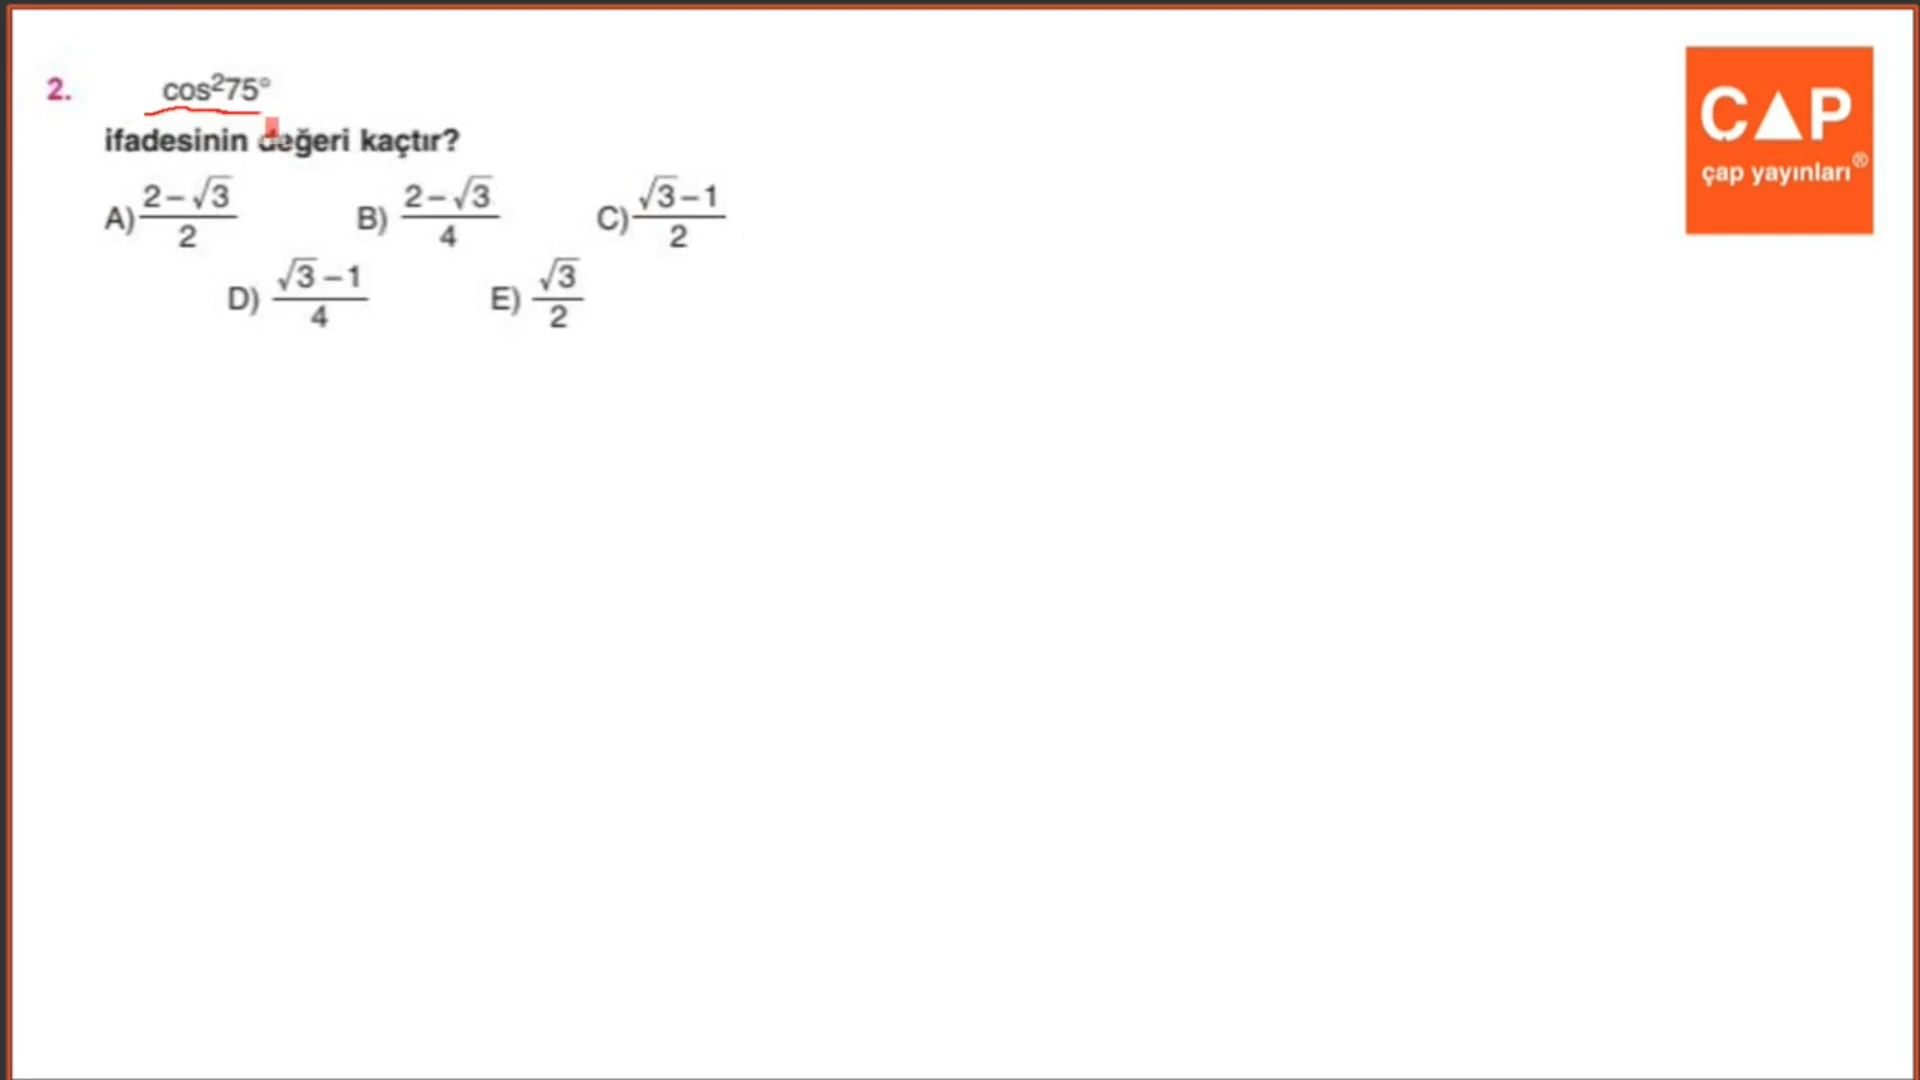 2. cos²75°
ifadesinin değeri kaçtır?
A) (2−√3)/2 B) (2−√3)/4 C) (√3−1)/2
D) (√3−1)/4 E) √3/2
ÇAP
çap yayınları®